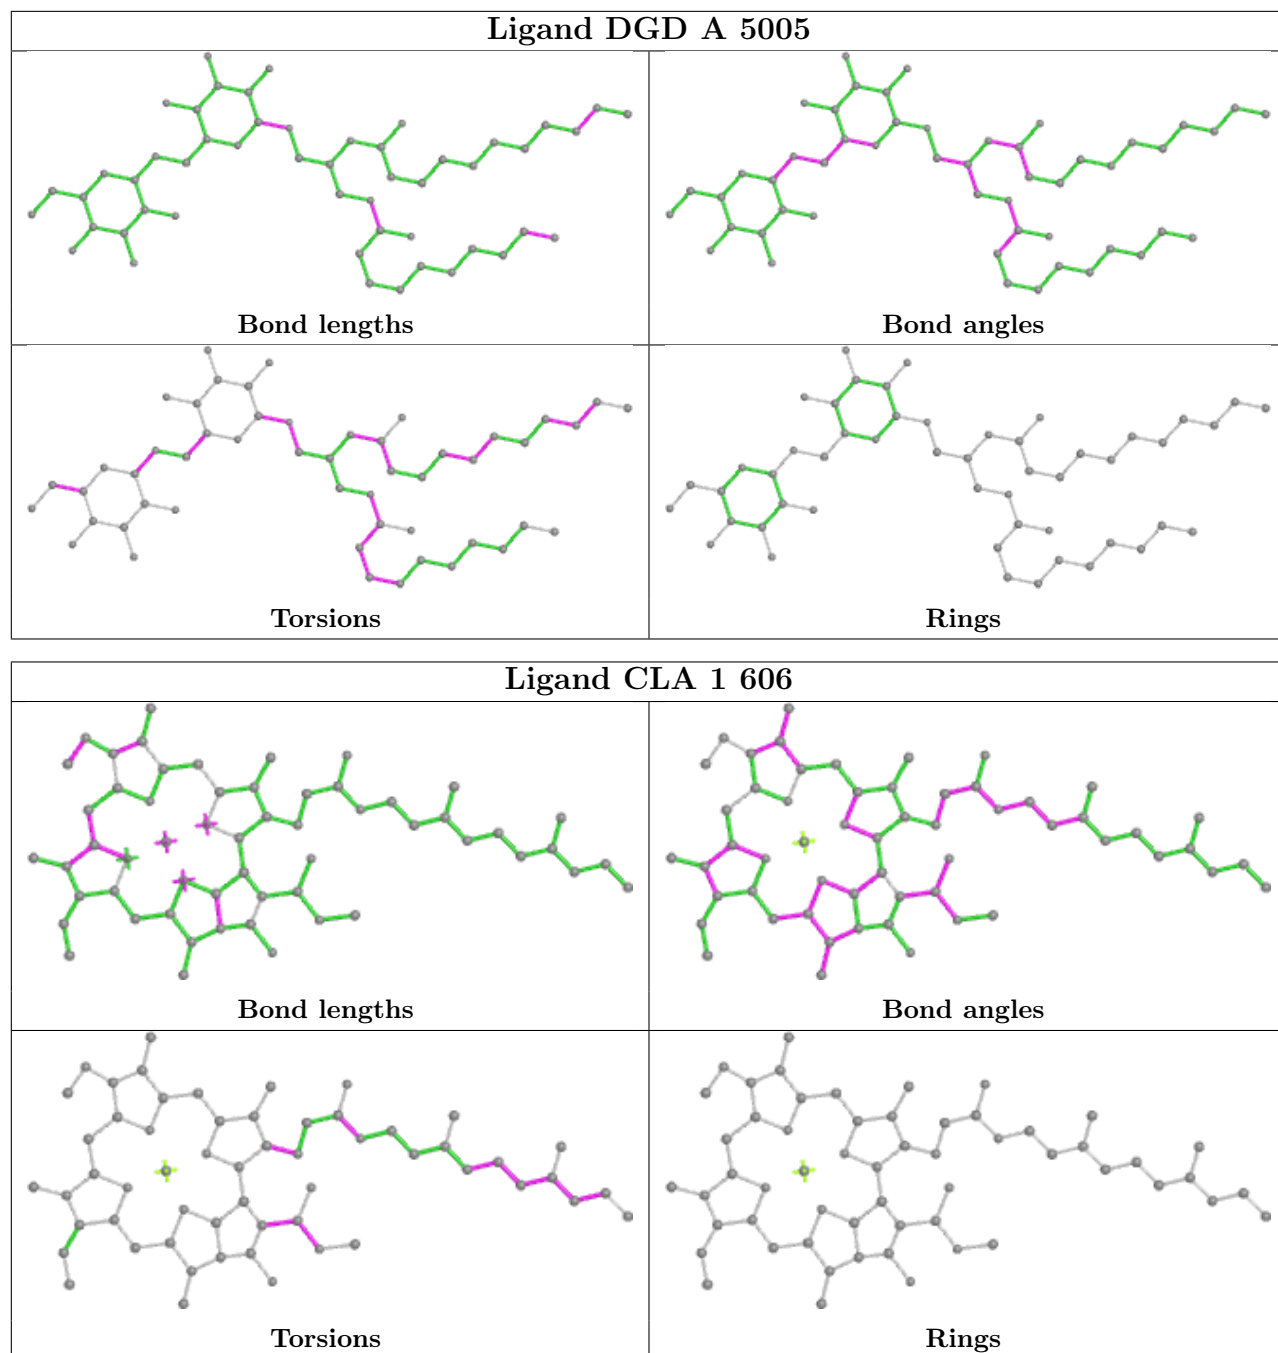 Ligand DGD A 5005
Bond lengths
Bond angles
Torsions
Rings
Ligand CLA 1 606
Bond lengths
Bond angles
Torsions
Rings